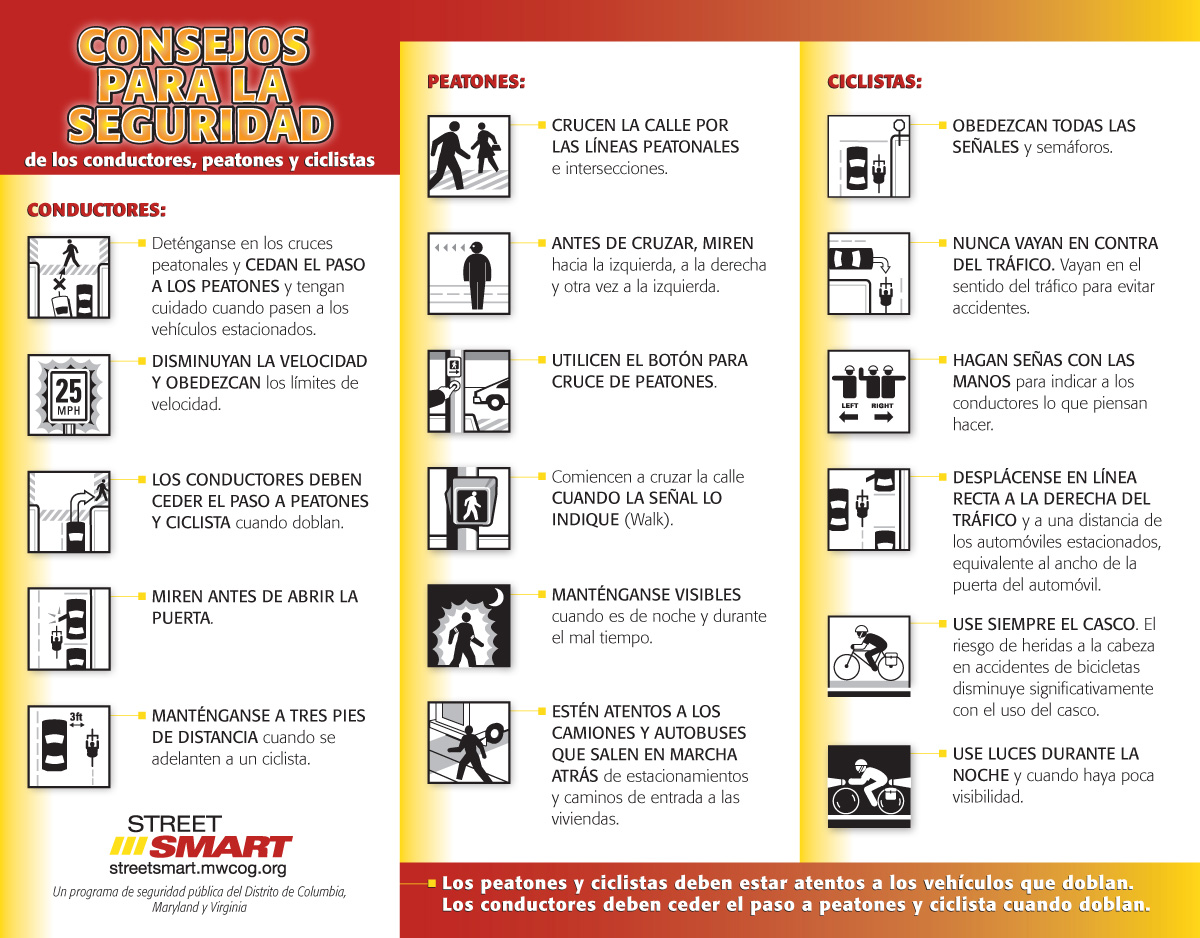 CONSEJOS
PARA LA
SEGURIDAD
de los conductores, peatones y ciclistas
CONDUCTORES:
Deténganse en los cruces
peatonales y CEDAN EL PASO
A LOS PEATONES y tengan
cuidado cuando pasen a los
vehículos estacionados.
25
MPH
DISMINUYAN LA VELOCIDAD
Y OBEDEZCAN los límites de
velocidad.
LOS CONDUCTORES DEBEN
CEDER EL PASO A PEATONES
Y CICLISTA cuando doblan.
MIREN ANTES DE ABRIR LA
PUERTA.
3ft
MANTÉNGANSE A TRES PIES
DE DISTANCIA cuando se
adelanten a un ciclista.
STREET
SMART
streetsmart.mwcog.org
Un programa de seguridad pública del Distrito de Columbia,
Maryland y Virginia
PEATONES:
CRUCEN LA CALLE POR
LAS LÍNEAS PEATONALES
e intersecciones.
ANTES DE CRUZAR, MIREN
hacia la izquierda, a la derecha
y otra vez a la izquierda.
UTILICEN EL BOTÓN PARA
CRUCE DE PEATONES.
Comiencen a cruzar la calle
CUANDO LA SEÑAL LO
INDIQUE (Walk).
MANTÉNGANSE VISIBLES
cuando es de noche y durante
el mal tiempo.
ESTÉN ATENTOS A LOS
CAMIONES Y AUTOBUSES
QUE SALEN EN MARCHA
ATRÁS de estacionamientos
y caminos de entrada a las
viviendas.
CICLISTAS:
OBEDEZCAN TODAS LAS
SEÑALES y semáforos.
NUNCA VAYAN EN CONTRA
DEL TRÁFICO. Vayan en el
sentido del tráfico para evitar
accidentes.
LEFT RIGHT
HAGAN SEÑAS CON LAS
MANOS para indicar a los
conductores lo que piensan
hacer.
DESPLÁCENSE EN LÍNEA
RECTA A LA DERECHA DEL
TRÁFICO y a una distancia de
los automóviles estacionados,
equivalente al ancho de la
puerta del automóvil.
USE SIEMPRE EL CASCO. El
riesgo de heridas a la cabeza
en accidentes de bicicletas
disminuye significativamente
con el uso del casco.
USE LUCES DURANTE LA
NOCHE y cuando haya poca
visibilidad.
Los peatones y ciclistas deben estar atentos a los vehículos que doblan.
Los conductores deben ceder el paso a peatones y ciclista cuando doblan.